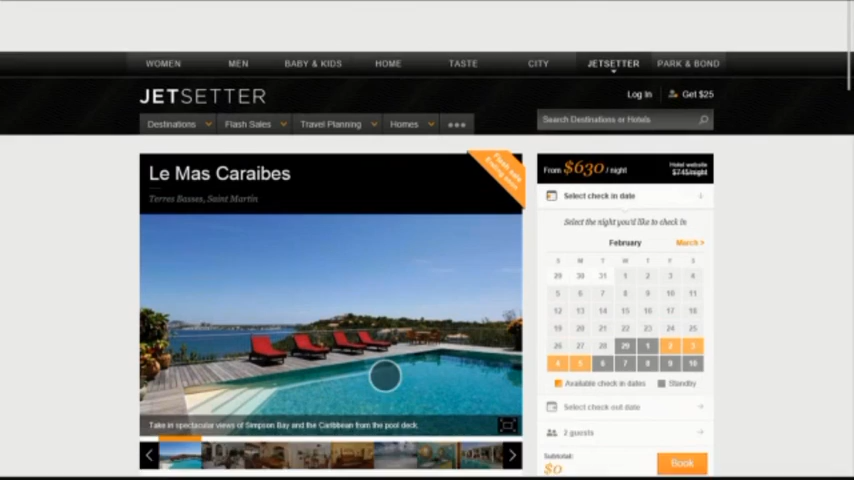 WOMEN MEN BABY & KIDS HOME TASTE CITY JETSETTER PARK & BOND
JETSETTER
Log In Get $25
Destinations Flash Sales Travel Planning Homes
Search Destinations or Hotels
Le Mas Caraibes
Terres Basses, Saint Martin
Flash sale
Ending soon
Take in spectacular views of Simpson Bay and the Caribbean from the pool deck.
From $630 / night
Hotel website
$745/night
Select check in date
Select the night you'd like to check in
February March >
S M T W T F S
29 30 31 1 2 3 4
5 6 7 8 9 10 11
12 13 14 15 16 17 18
19 20 21 22 23 24 25
26 27 28 29 1 2 3
4 5 6 7 8 9 10
Available check in dates Standby
Select check out date
2 guests
Subtotal:
$0
Book